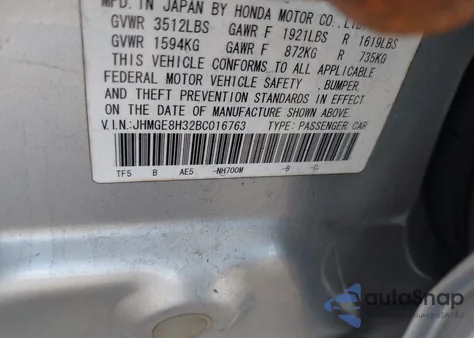 MFD. IN JAPAN BY HONDA MOTOR CO., LTD.
GVWR 3512LBS GAWR F 1921LBS R 1619LBS
GVWR 1594KG GAWR F 872KG R 735KG
THIS VEHICLE CONFORMS TO ALL APPLICABLE
FEDERAL MOTOR VEHICLE SAFETY, BUMPER,
AND THEFT PREVENTION STANDARDS IN EFFECT
ON THE DATE OF MANUFACTURE SHOWN ABOVE
V.I.N.:JHMGE8H32BC016763 TYPE: PASSENGER CAR
TF5 B AE5 -NH700M -B -C
autoSnap